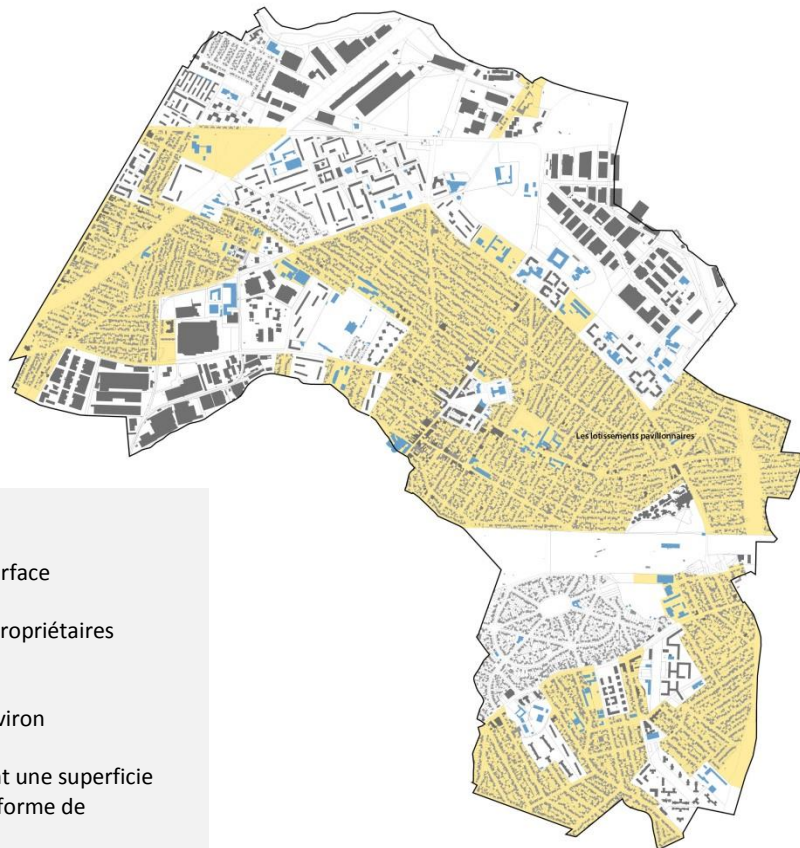 Les lotissements pavillonnaires
rface
ropriétaires
viron
t une superficie
forme de